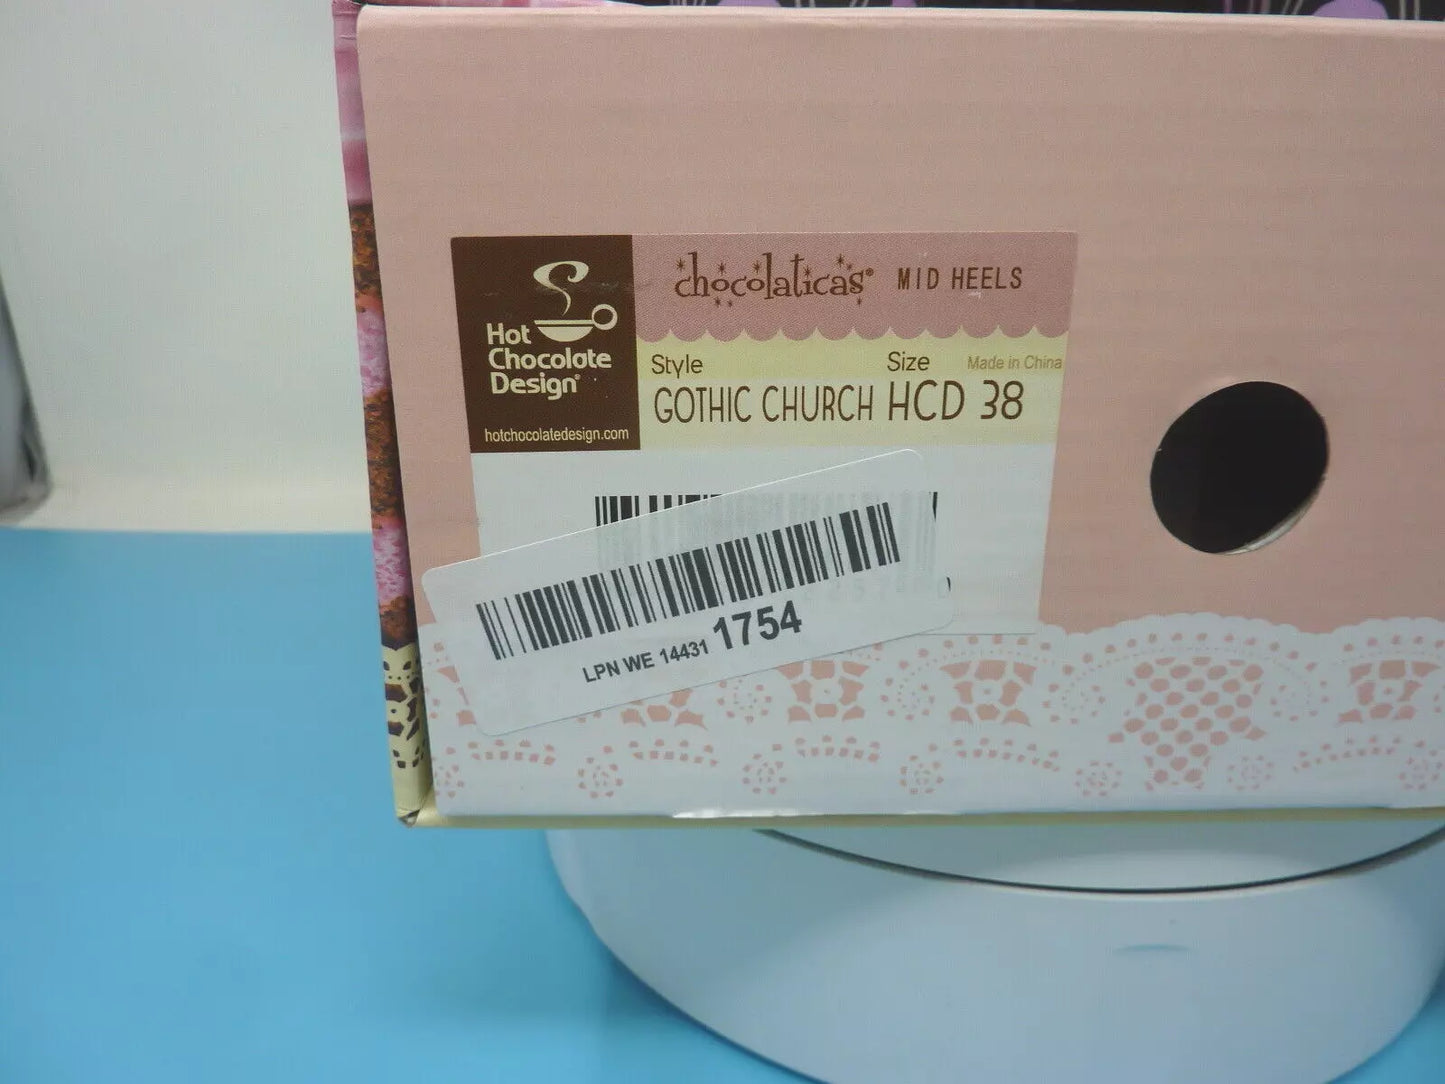 Hot
Chocolate
Design®
hotchocolatedesign.com
chocolaticas® MID HEELS
Style Size Made in China
GOTHIC CHURCH HCD 38
LPN WE 14431 1754